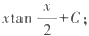 x tan x/2 + C;